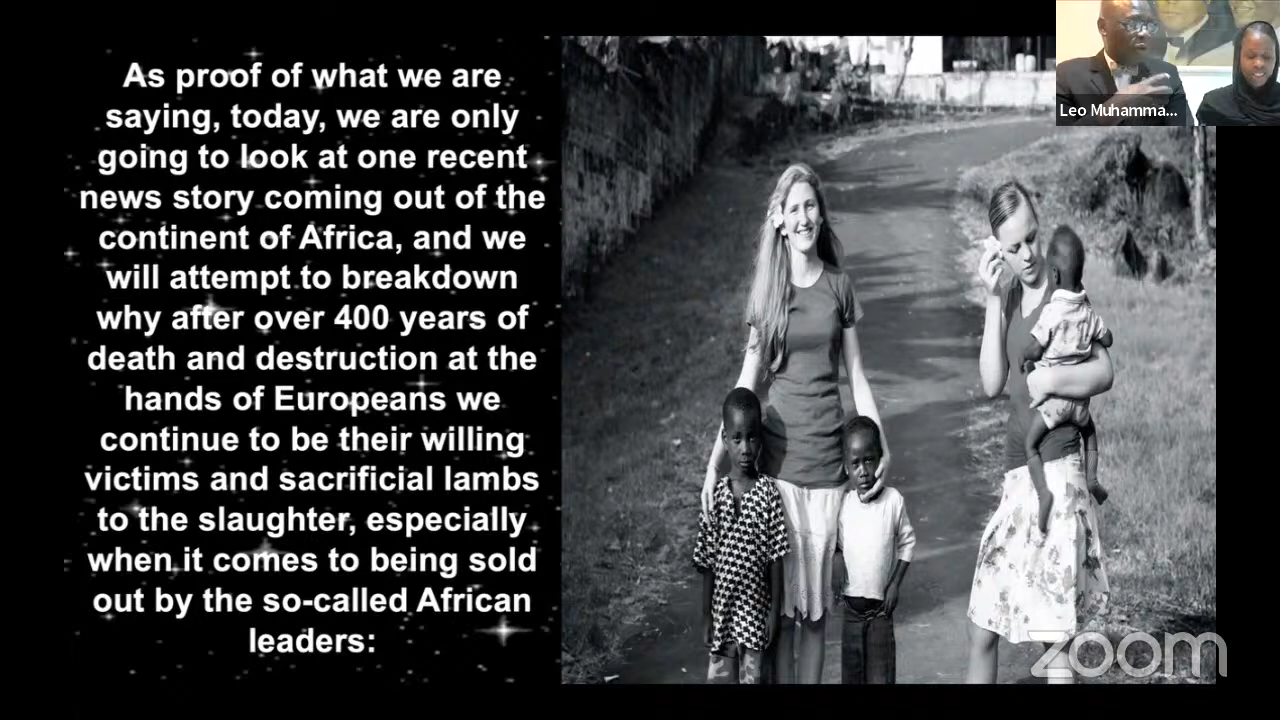 As proof of what we are
saying, today, we are only
going to look at one recent
news story coming out of the
continent of Africa, and we
will attempt to breakdown
why after over 400 years of
death and destruction at the
hands of Europeans we
continue to be their willing
victims and sacrificial lambs
to the slaughter, especially
when it comes to being sold
out by the so-called African
leaders:
Leo Muhamma...
zoom